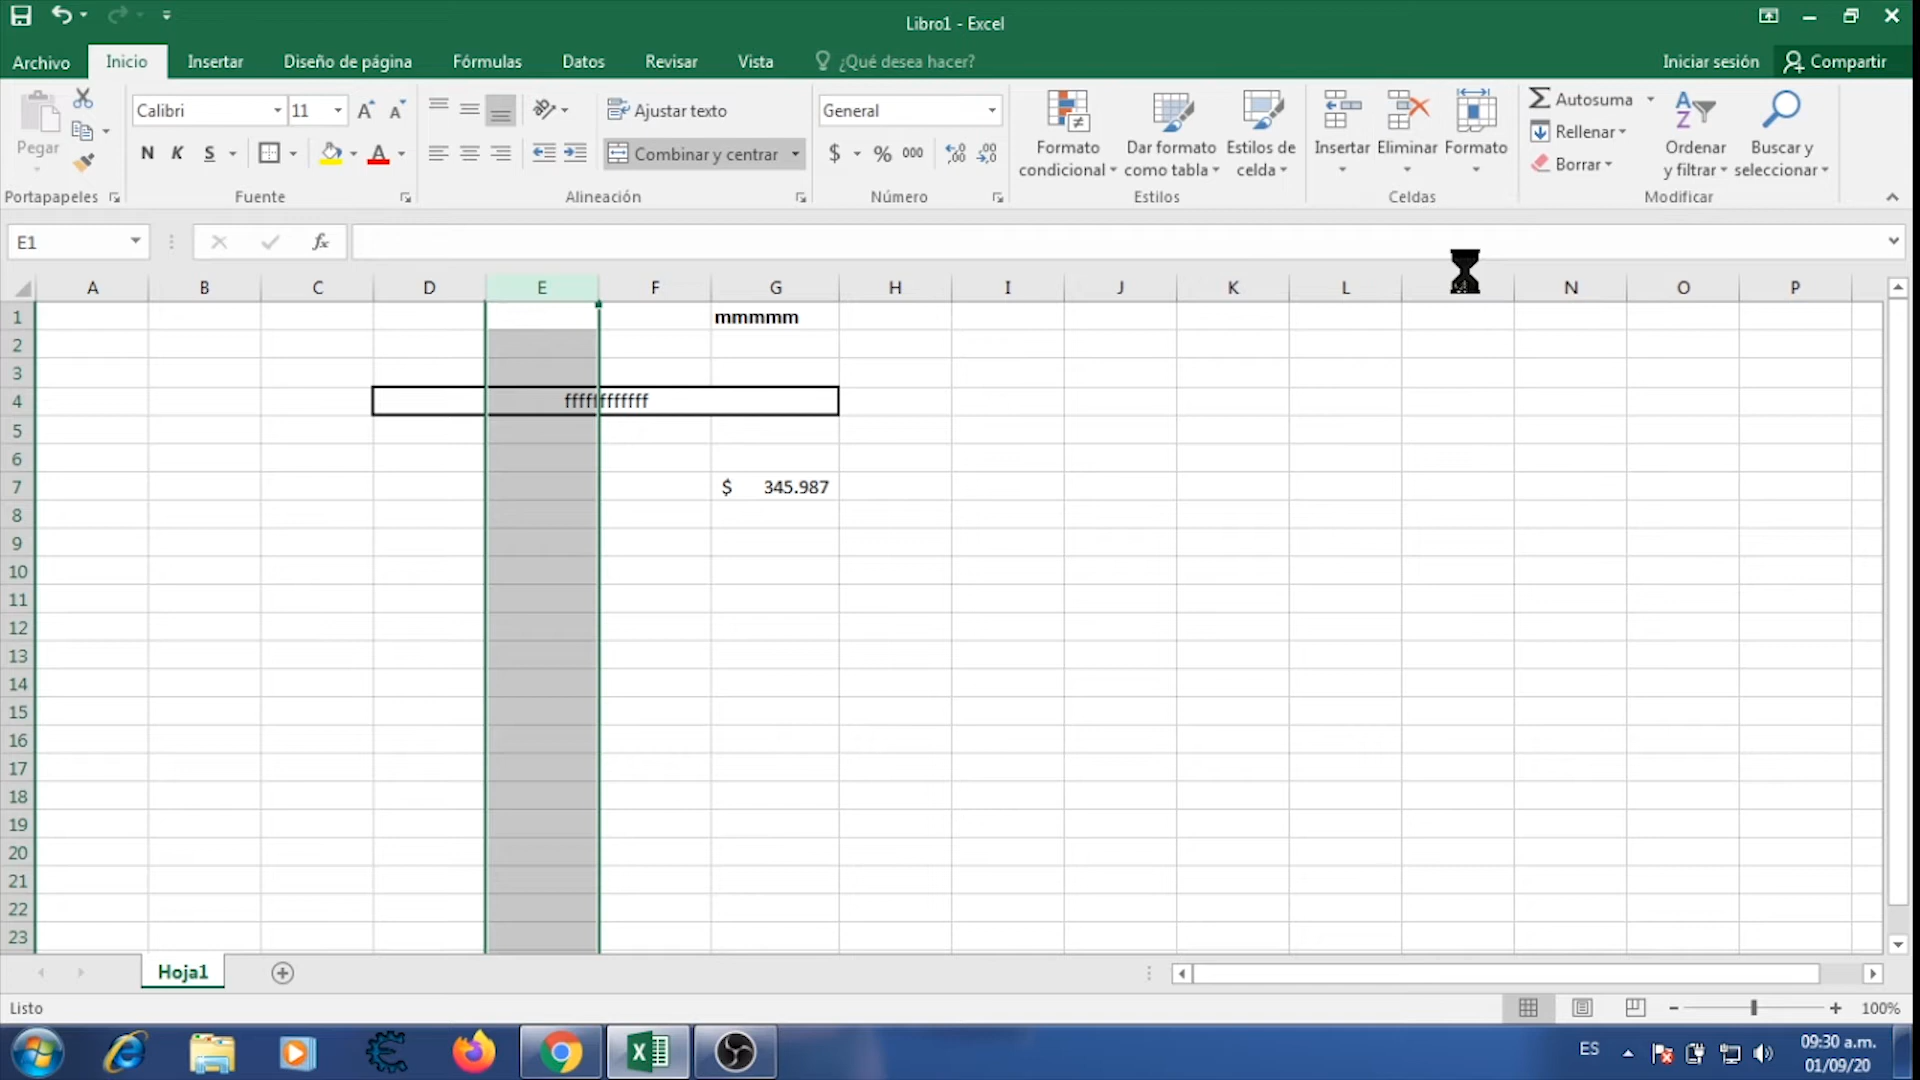 Libro1 - Excel
Archivo Inicio Insertar Diseño de página Fórmulas Datos Revisar Vista ¿Qué desea hacer? Iniciar sesión Compartir
Pegar
Calibri 11
N K S
Ajustar texto
Combinar y centrar
General
$ % 000
Formato condicional
Dar formato como tabla
Estilos de celda
Insertar Eliminar Formato
Autosuma
Rellenar
Borrar
Ordenar y filtrar
Buscar y seleccionar
Portapapeles Fuente Alineación Número Estilos Celdas Modificar
E1 fx
A B C D E F G H I J K L N O P
1 mmmmm
2
3
4 ffffffffffff
5
6
7 $ 345.987
8
9
10
11
12
13
14
15
16
17
18
19
20
21
22
23
Hoja1
Listo 100%
ES 09:30 a.m.
01/09/20